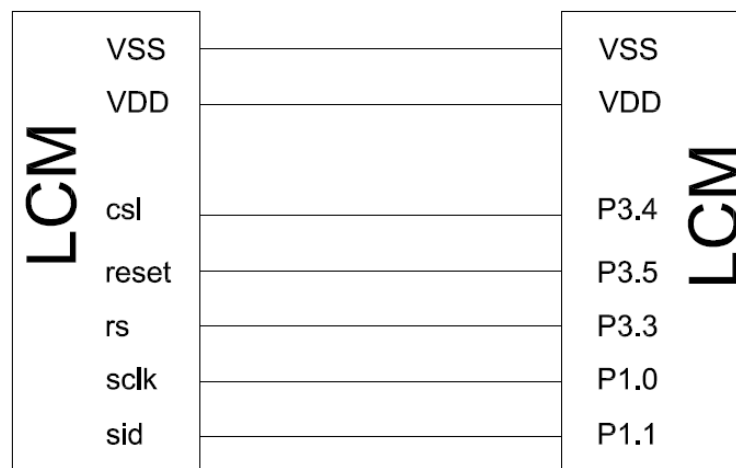 LCM
VSS
VDD
csl
reset
rs
sclk
sid
VSS
VDD
P3.4
P3.5
P3.3
P1.0
P1.1
LCM